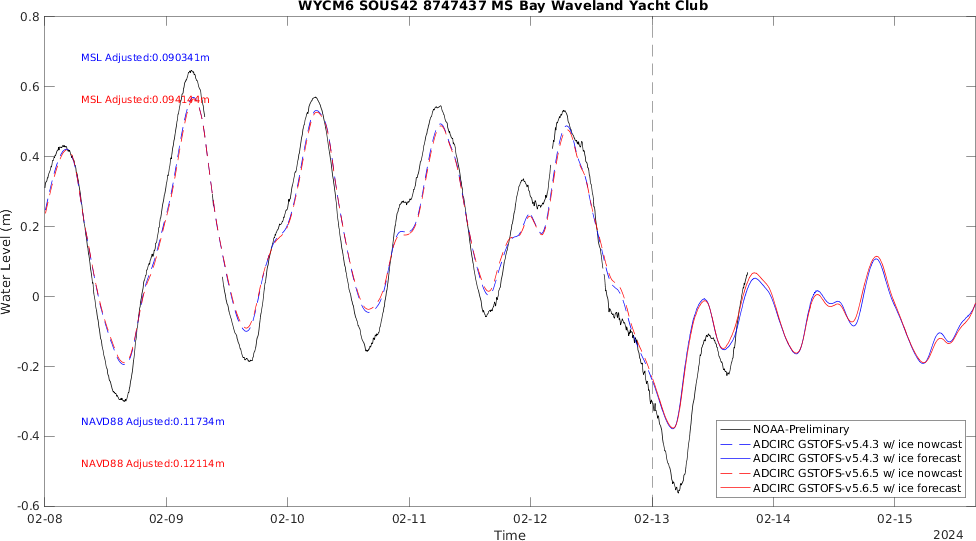 WYCM6 SOUS42 8747437 MS Bay Waveland Yacht Club
0.8
0.6
0.4
0.2
0
-0.2
-0.4
-0.6
Water Level (m)
MSL Adjusted:0.090341m
MSL Adjusted:0.094144m
NAVD88 Adjusted:0.11734m
NAVD88 Adjusted:0.12114m
NOAA-Preliminary
ADCIRC GSTOFS-v5.4.3 w/ ice nowcast
ADCIRC GSTOFS-v5.4.3 w/ ice forecast
ADCIRC GSTOFS-v5.6.5 w/ ice nowcast
ADCIRC GSTOFS-v5.6.5 w/ ice forecast
02-08 02-09 02-10 02-11 02-12 02-13 02-14 02-15
Time
2024